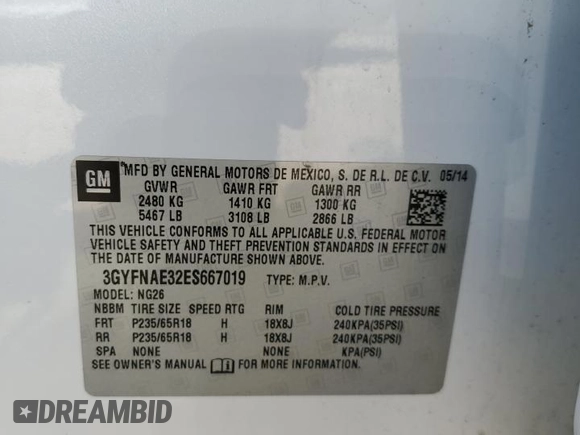 GM
MFD BY GENERAL MOTORS DE MEXICO, S. DE R.L. DE C.V. 05/14
GVWR GAWR FRT GAWR RR
2480 KG 1410 KG 1300 KG
5467 LB 3108 LB 2866 LB
THIS VEHICLE CONFORMS TO ALL APPLICABLE U.S. FEDERAL MOTOR
VEHICLE SAFETY AND THEFT PREVENTION STANDARDS IN EFFECT ON
THE DATE OF MANUFACTURE SHOWN ABOVE.
3GYFNAE32ES667019 TYPE: M.P.V.
MODEL: NG26
NBBM TIRE SIZE SPEED RTG RIM COLD TIRE PRESSURE
FRT P235/65R18 H 18X8J 240KPA(35PSI)
RR P235/65R18 H 18X8J 240KPA(35PSI)
SPA NONE NONE KPA(PSI)
SEE OWNER'S MANUAL FOR MORE INFORMATION.
DREAMBID